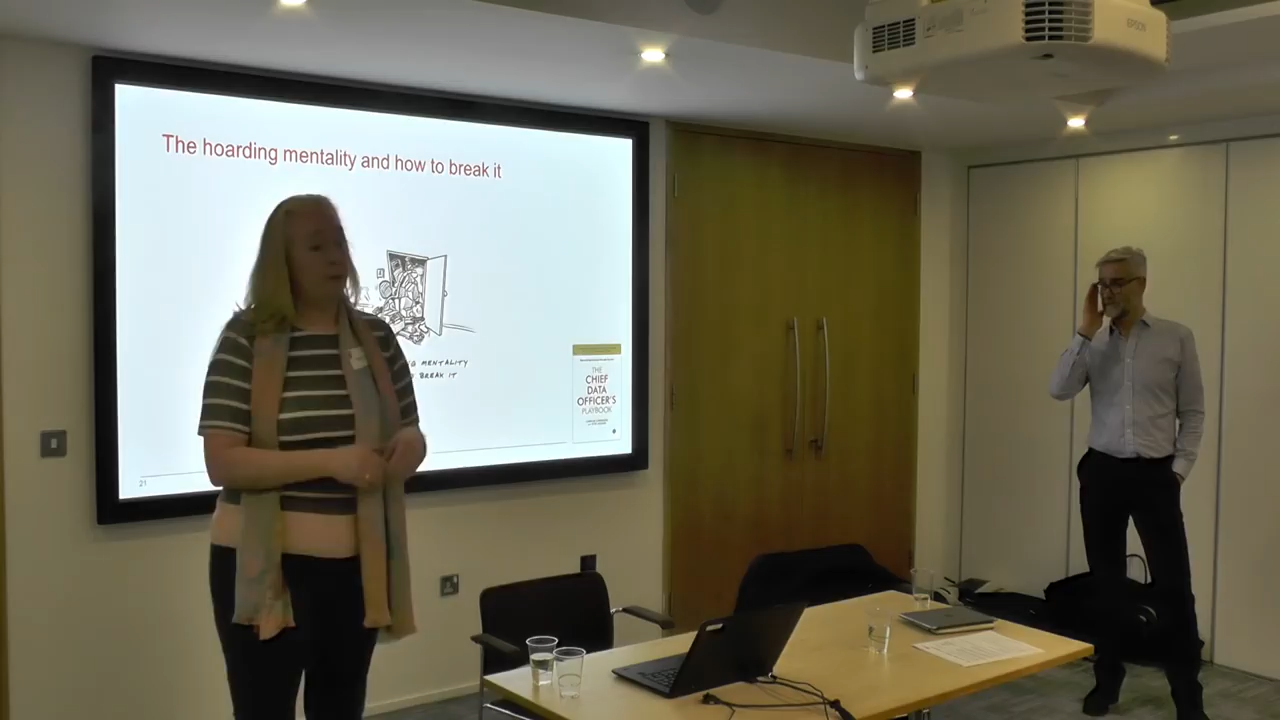 EPSON
The hoarding mentality and how to break it
MENTALITY
BREAK IT
THE
CHIEF
DATA
OFFICER'S
PLAYBOOK
21